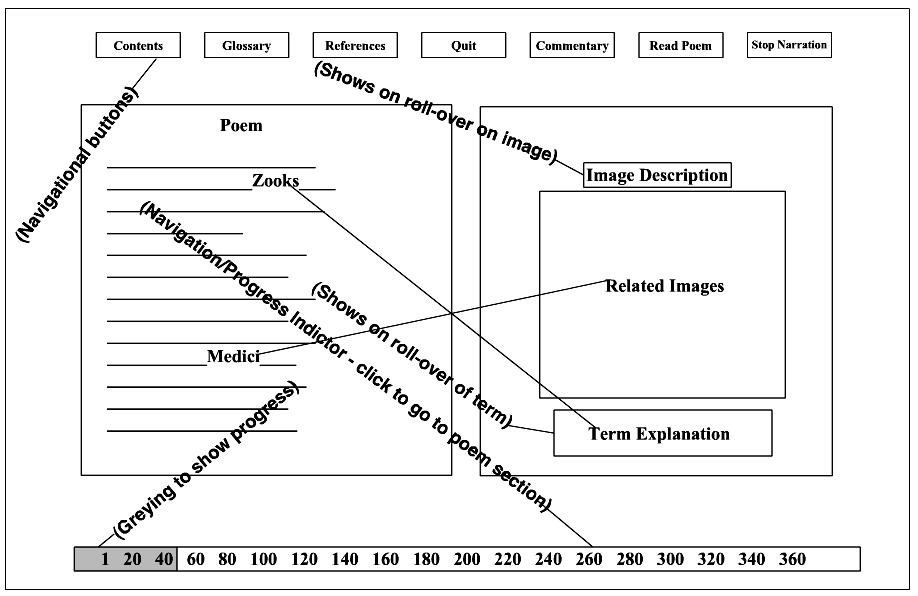 Contents Glossary References Quit Commentary Read Poem Stop Narration
(Navigational buttons)
(Shows on roll-over on image)
Poem
Zooks
Image Description
(Navigation/Progress Indictor - click to go to poem section)
Related Images
(Shows on roll-over of term)
Medici
Term Explanation
(Greying to show progress)
1 20 40 60 80 100 120 140 160 180 200 220 240 260 280 300 320 340 360